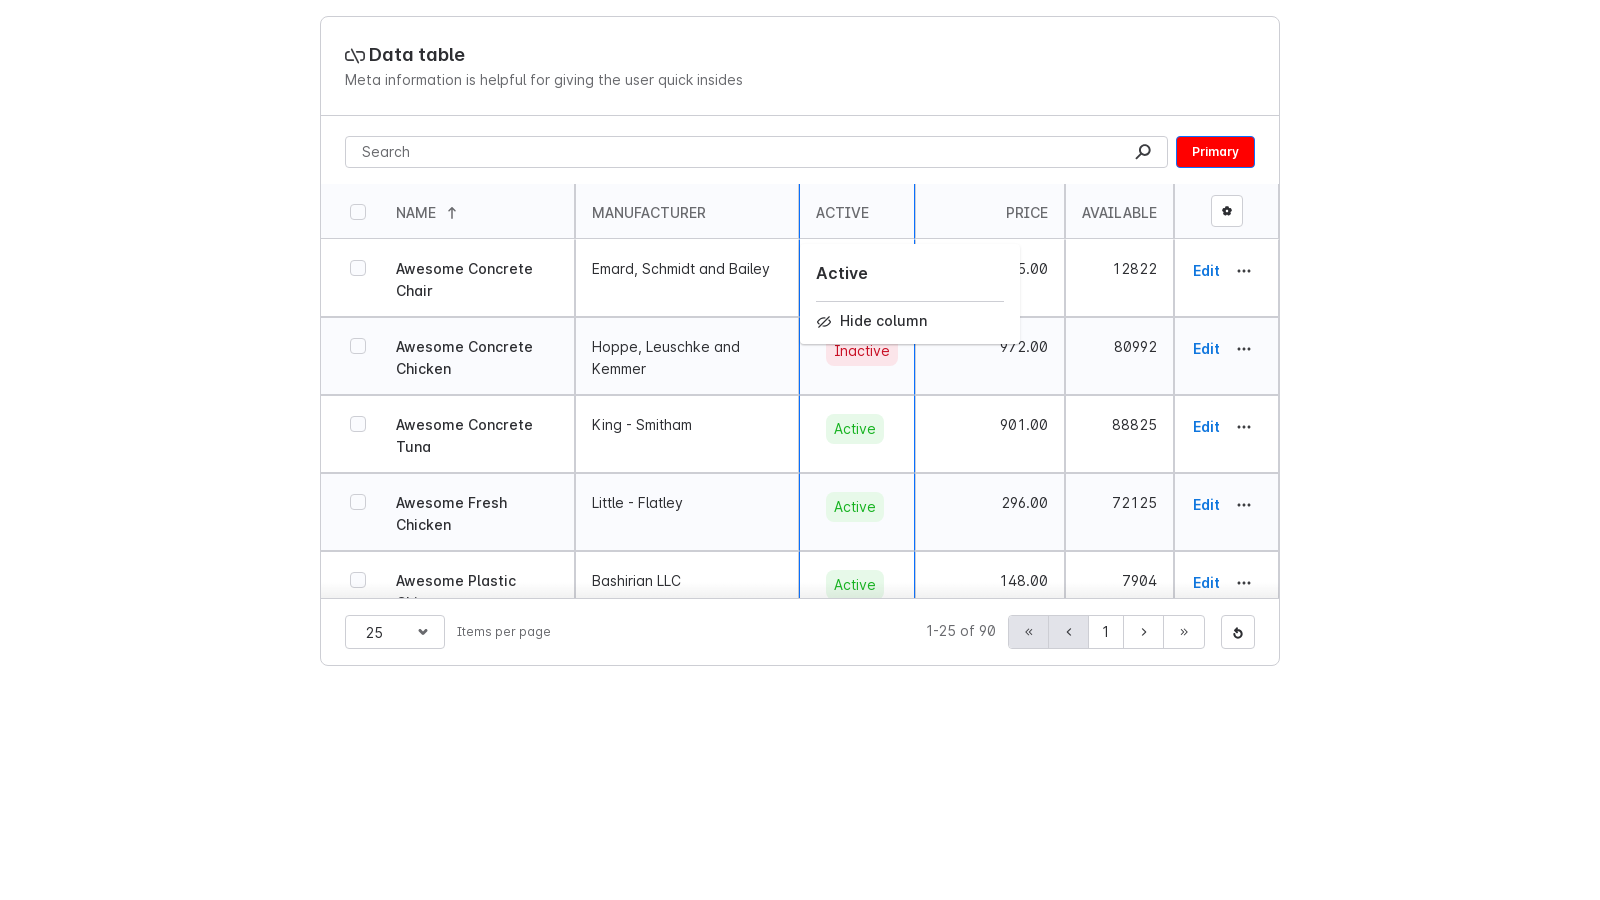 Data table
Meta information is helpful for giving the user quick insides
Search
Primary
NAME MANUFACTURER ACTIVE PRICE AVAILABLE
Awesome Concrete Chair Emard, Schmidt and Bailey 5.00 12822 Edit
Active
Hide column
Awesome Concrete Chicken Hoppe, Leuschke and Kemmer Inactive 972.00 80992 Edit
Awesome Concrete Tuna King - Smitham Active 901.00 88825 Edit
Awesome Fresh Chicken Little - Flatley Active 296.00 72125 Edit
Awesome Plastic Bashirian LLC Active 148.00 7904 Edit
25 Items per page 1-25 of 90 « ‹ 1 › »